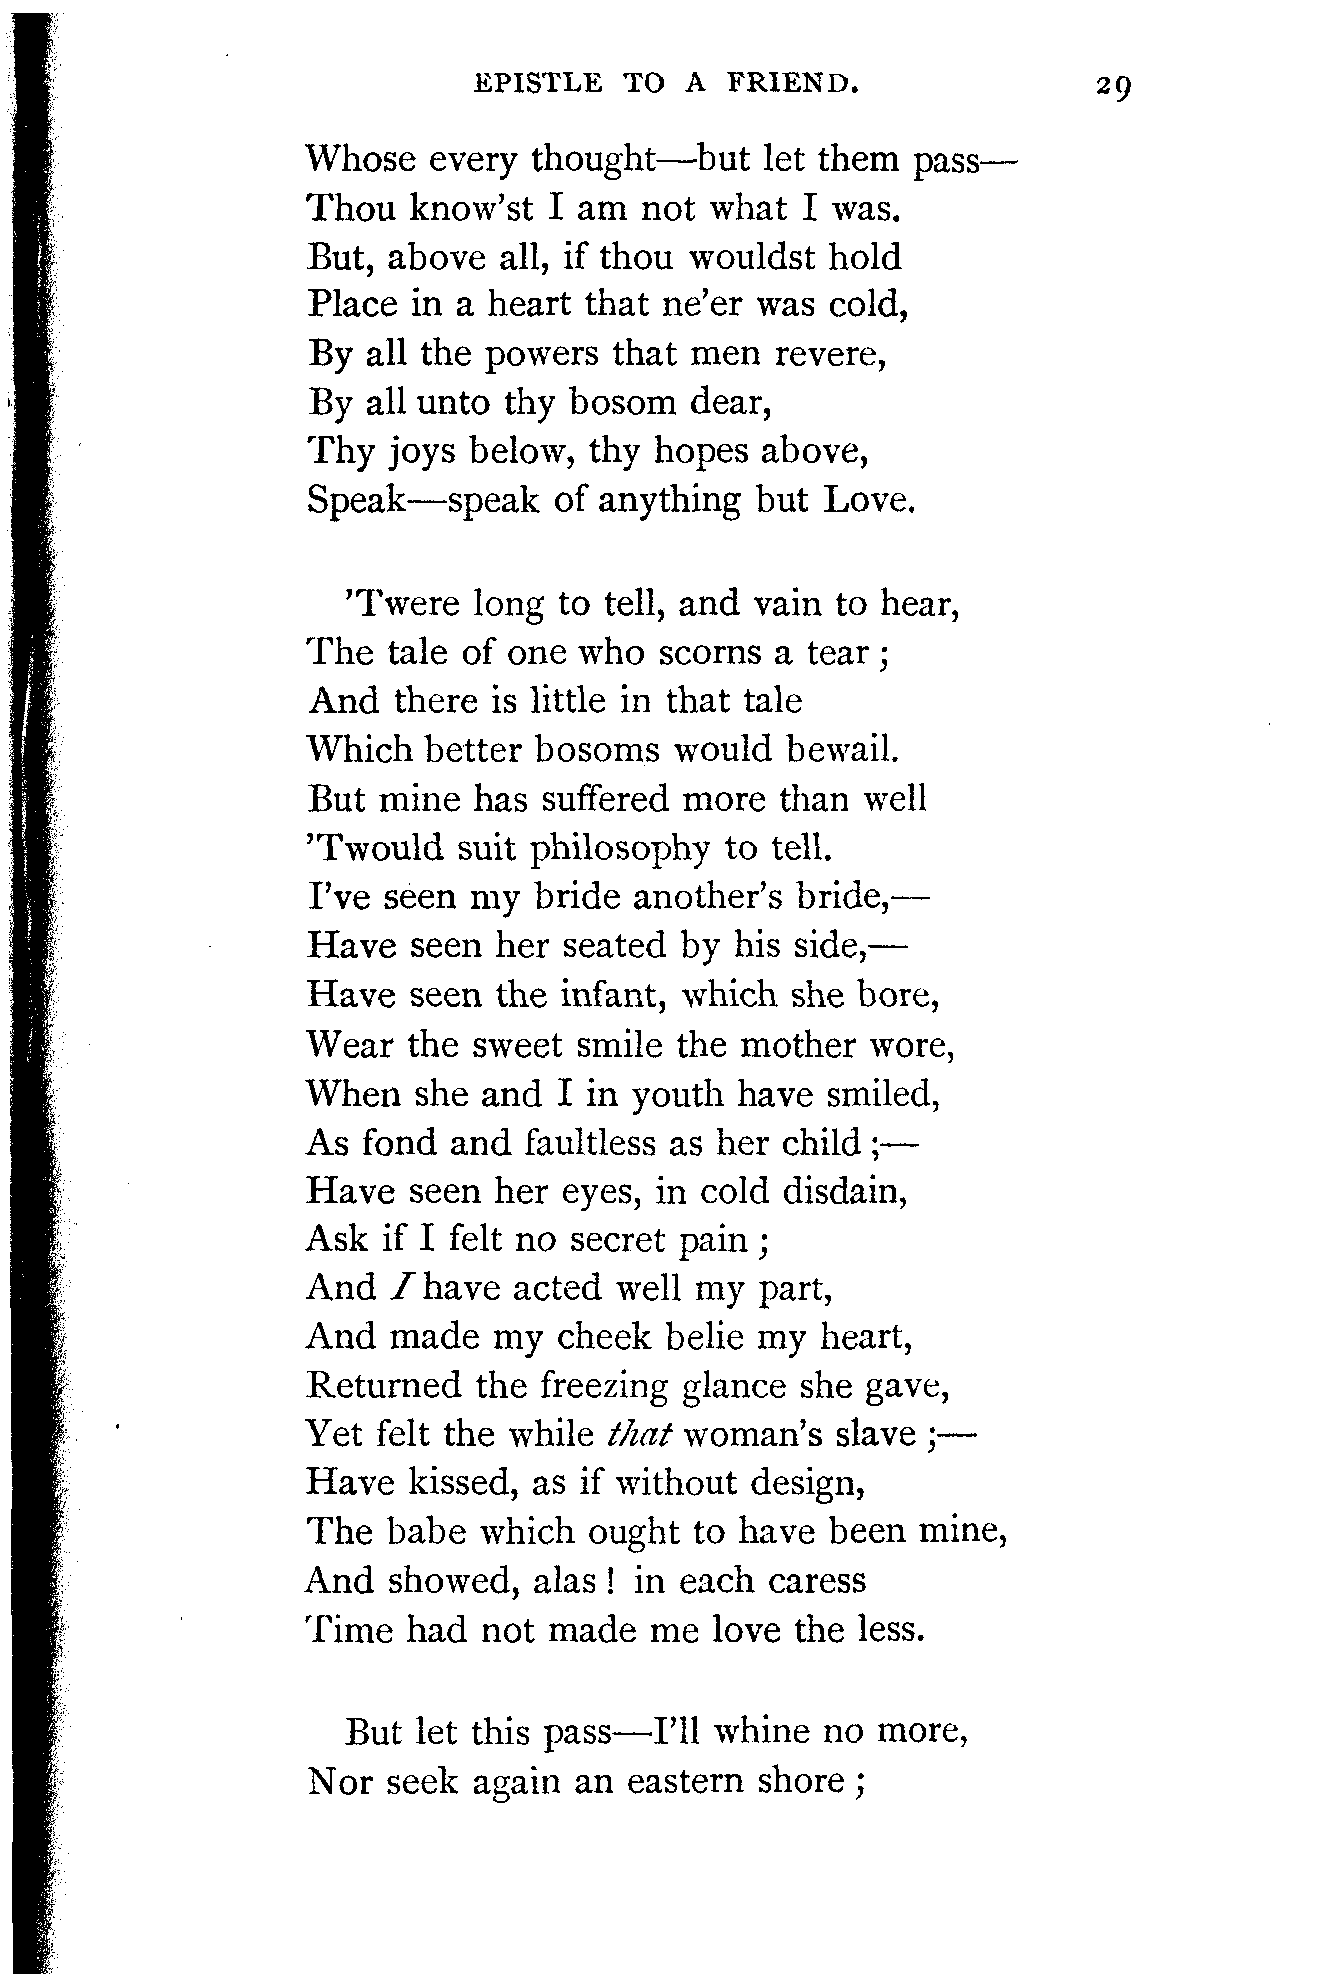 EPISTLE TO A FRIEND. 29
Whose every thought—but let them pass—
Thou know'st I am not what I was.
But, above all, if thou wouldst hold
Place in a heart that ne'er was cold,
By all the powers that men revere,
By all unto thy bosom dear,
Thy joys below, thy hopes above,
Speak—speak of anything but Love.
'Twere long to tell, and vain to hear,
The tale of one who scorns a tear ;
And there is little in that tale
Which better bosoms would bewail.
But mine has suffered more than well
'Twould suit philosophy to tell.
I've seen my bride another's bride,—
Have seen her seated by his side,—
Have seen the infant, which she bore,
Wear the sweet smile the mother wore,
When she and I in youth have smiled,
As fond and faultless as her child ;—
Have seen her eyes, in cold disdain,
Ask if I felt no secret pain ;
And I have acted well my part,
And made my cheek belie my heart,
Returned the freezing glance she gave,
Yet felt the while that woman's slave ;—
Have kissed, as if without design,
The babe which ought to have been mine,
And showed, alas ! in each caress
Time had not made me love the less.
But let this pass—I'll whine no more,
Nor seek again an eastern shore ;